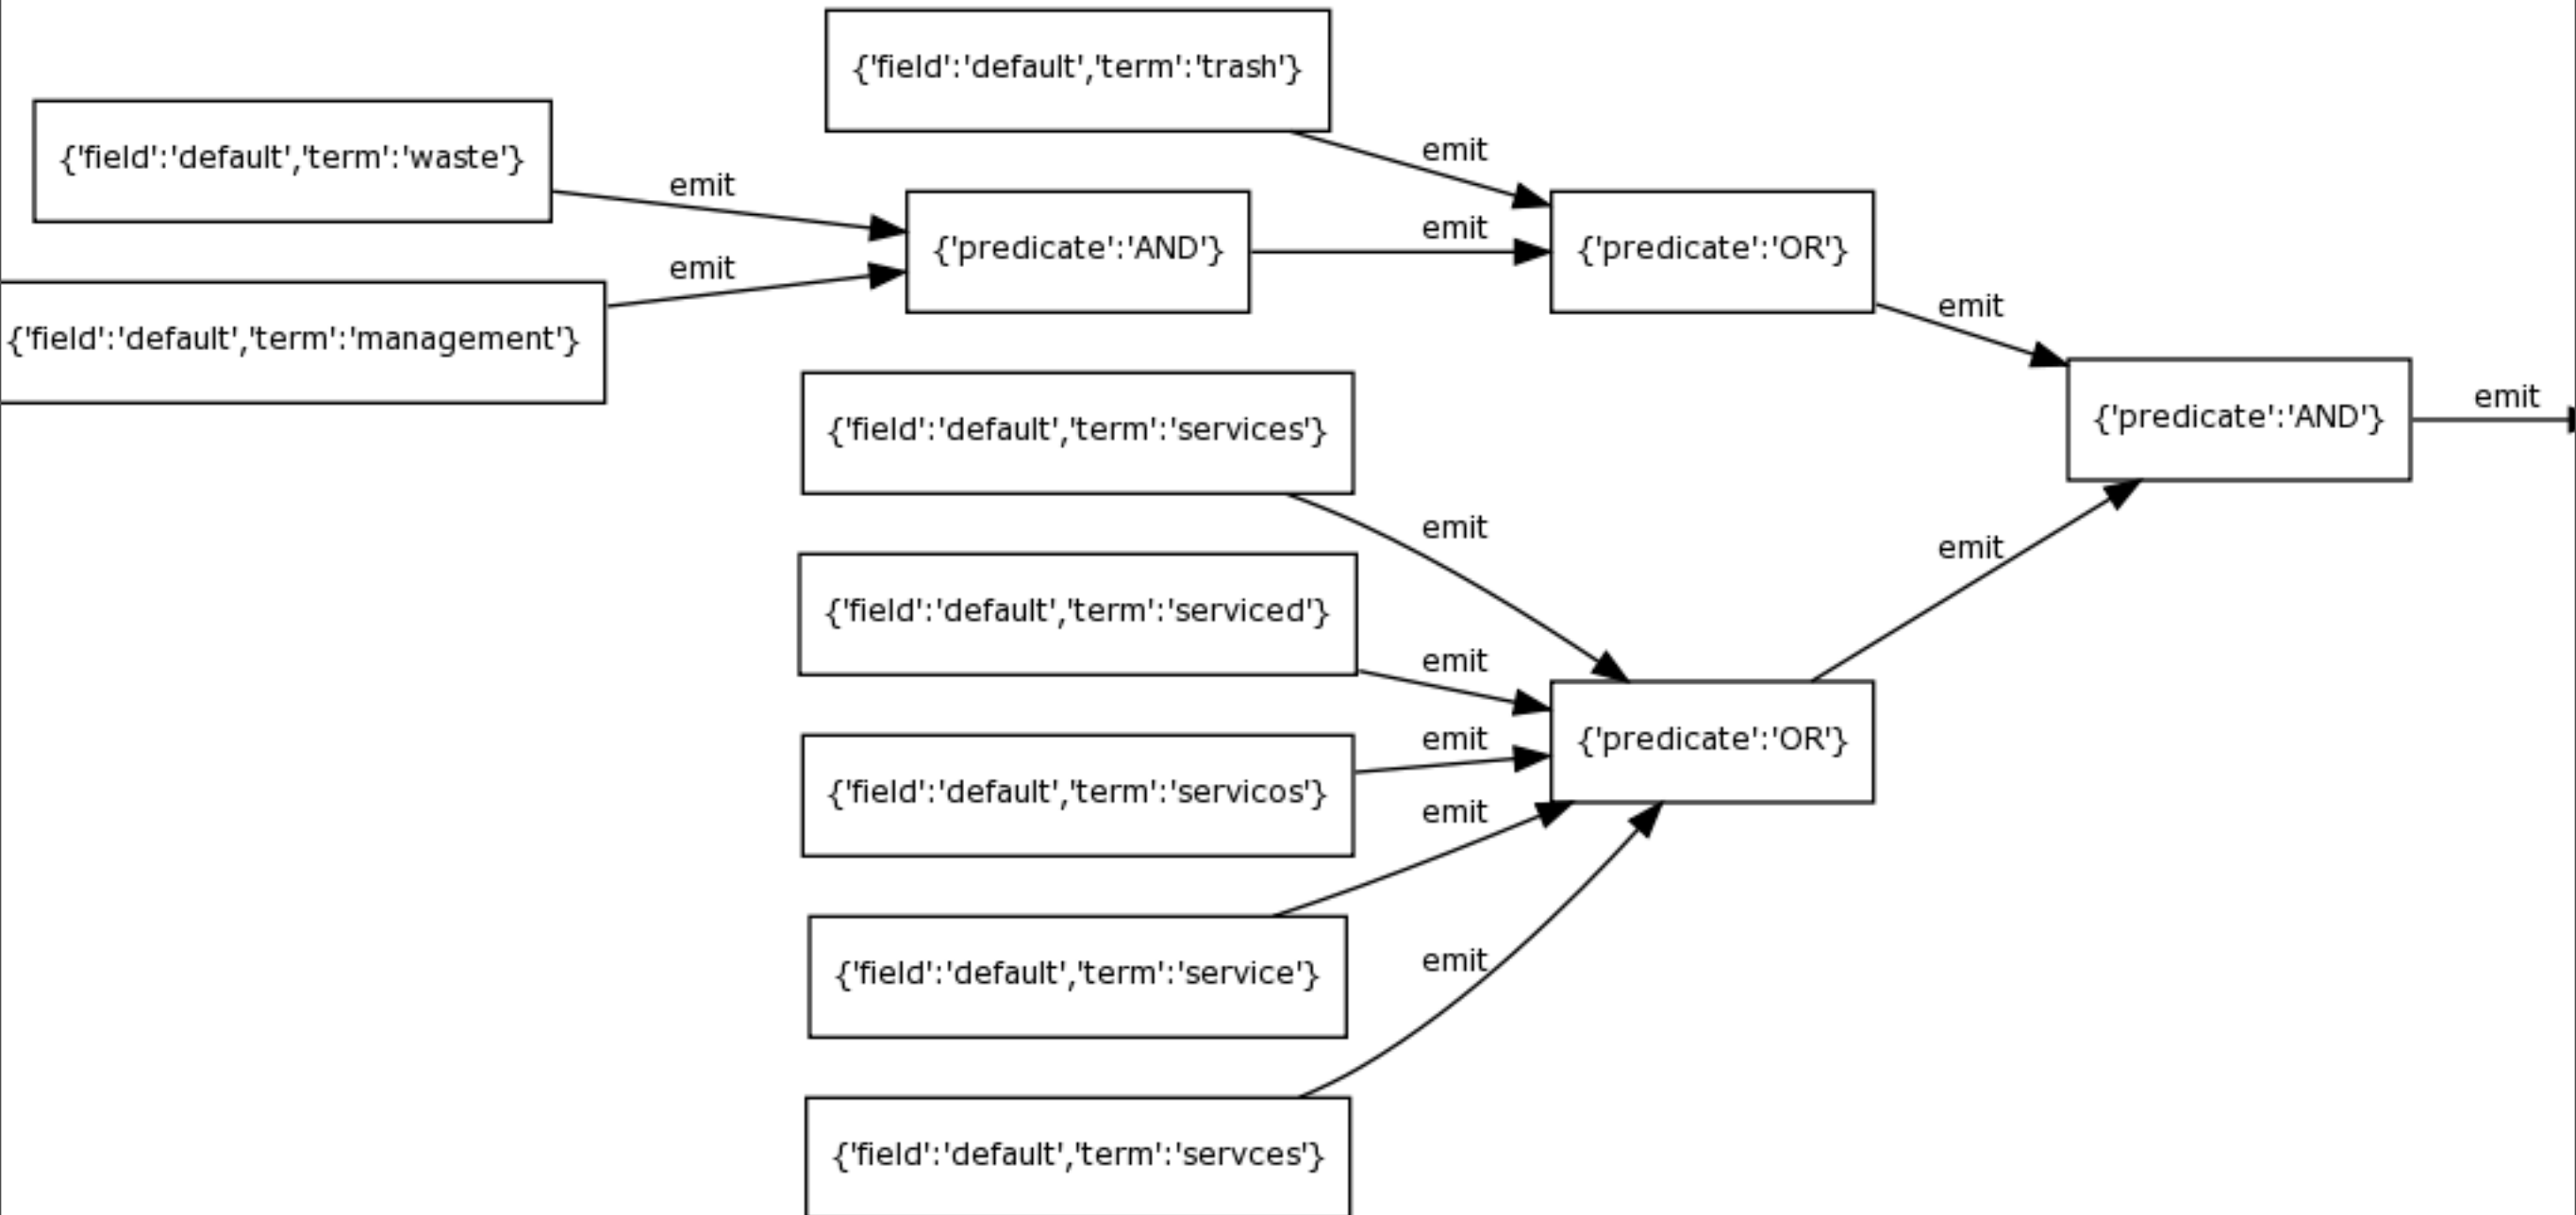 {'field':'default','term':'trash'}
{'field':'default','term':'waste'}
emit
emit
{'predicate':'AND'}
emit
{'predicate':'OR'}
emit
{'field':'default','term':'management'}
emit
{'field':'default','term':'services'}
{'predicate':'AND'}
emit
emit
emit
{'field':'default','term':'serviced'}
emit
emit
{'predicate':'OR'}
{'field':'default','term':'servicos'}
emit
{'field':'default','term':'service'}
emit
{'field':'default','term':'servces'}